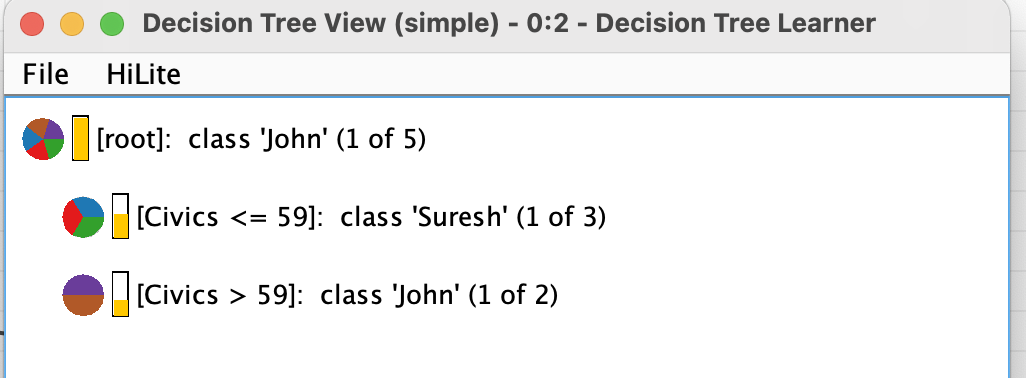 Decision Tree View (simple) - 0:2 - Decision Tree Learner
File HiLite
[root]: class 'John' (1 of 5)
[Civics <= 59]: class 'Suresh' (1 of 3)
[Civics > 59]: class 'John' (1 of 2)